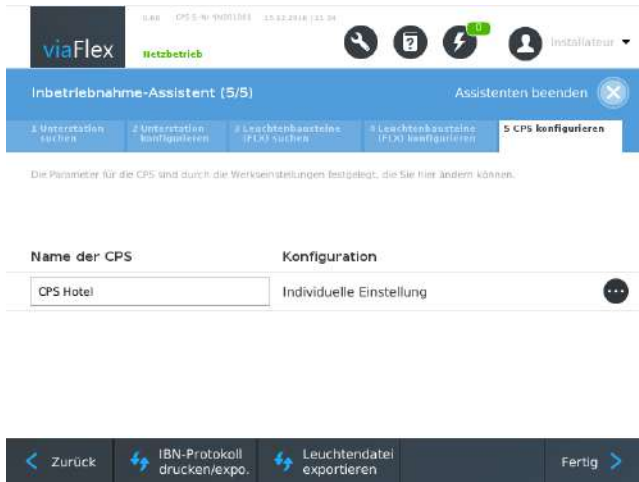 viaFlex
Netzbetrieb
0
Installateur
Inbetriebnahme-Assistent (5/5)
Assistenten beenden
1 Unterstation suchen
2 Unterstation konfigurieren
3 Leuchtenbausteine (FLX) suchen
4 Leuchtenbausteine (FLX) konfigurieren
5 CPS konfigurieren
Die Parameter für die CPS sind durch die Werkseinstellungen festgelegt, die Sie hier ändern können.
Name der CPS
Konfiguration
CPS Hotel
Individuelle Einstellung
Zurück
IBN-Protokoll
drucken/expo.
Leuchtendatei
exportieren
Fertig